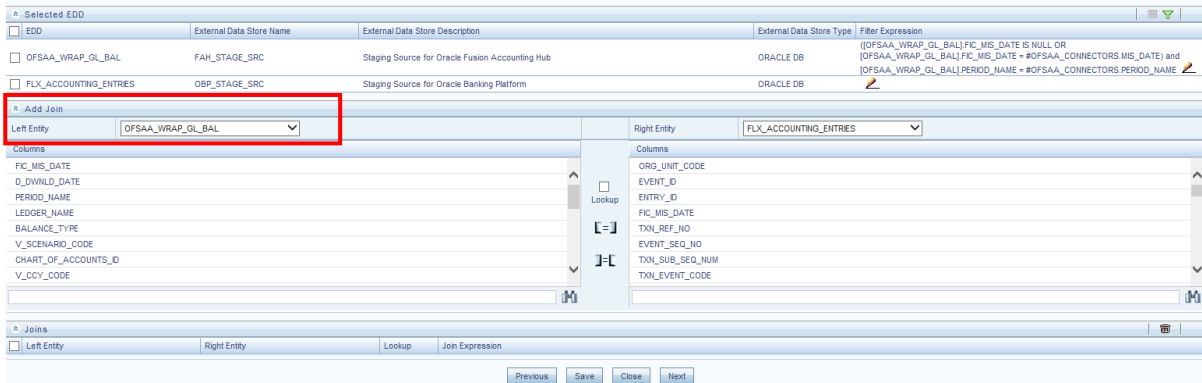 Selected EDD
EDD External Data Store Name External Data Store Description External Data Store Type Filter Expression
OFSAA_WRAP_GL_BAL FAH_STAGE_SRC Staging Source for Oracle Fusion Accounting Hub ORACLE DB ([OFSAA_WRAP_GL_BAL].FIC_MIS_DATE IS NULL OR
[OFSAA_WRAP_GL_BAL].FIC_MIS_DATE = #OFSAA_CONNECTORS.MIS_DATE) and
[OFSAA_WRAP_GL_BAL].PERIOD_NAME = #OFSAA_CONNECTORS.PERIOD_NAME
FLX_ACCOUNTING_ENTRIES OBP_STAGE_SRC Staging Source for Oracle Banking Platform ORACLE DB
Add Join
Left Entity OFSAA_WRAP_GL_BAL Right Entity FLX_ACCOUNTING_ENTRIES
Columns Columns
FIC_MIS_DATE ORG_UNIT_CODE
D_DWNLD_DATE EVENT_ID
PERIOD_NAME Lookup ENTRY_ID
LEDGER_NAME FIC_MIS_DATE
BALANCE_TYPE TXN_REF_NO
V_SCENARIO_CODE EVENT_SEQ_NO
CHART_OF_ACCOUNTS_ID TXN_SUB_SEQ_NUM
V_CCY_CODE TXN_EVENT_CODE
Joins
Left Entity Right Entity Lookup Join Expression
Previous Save Close Next